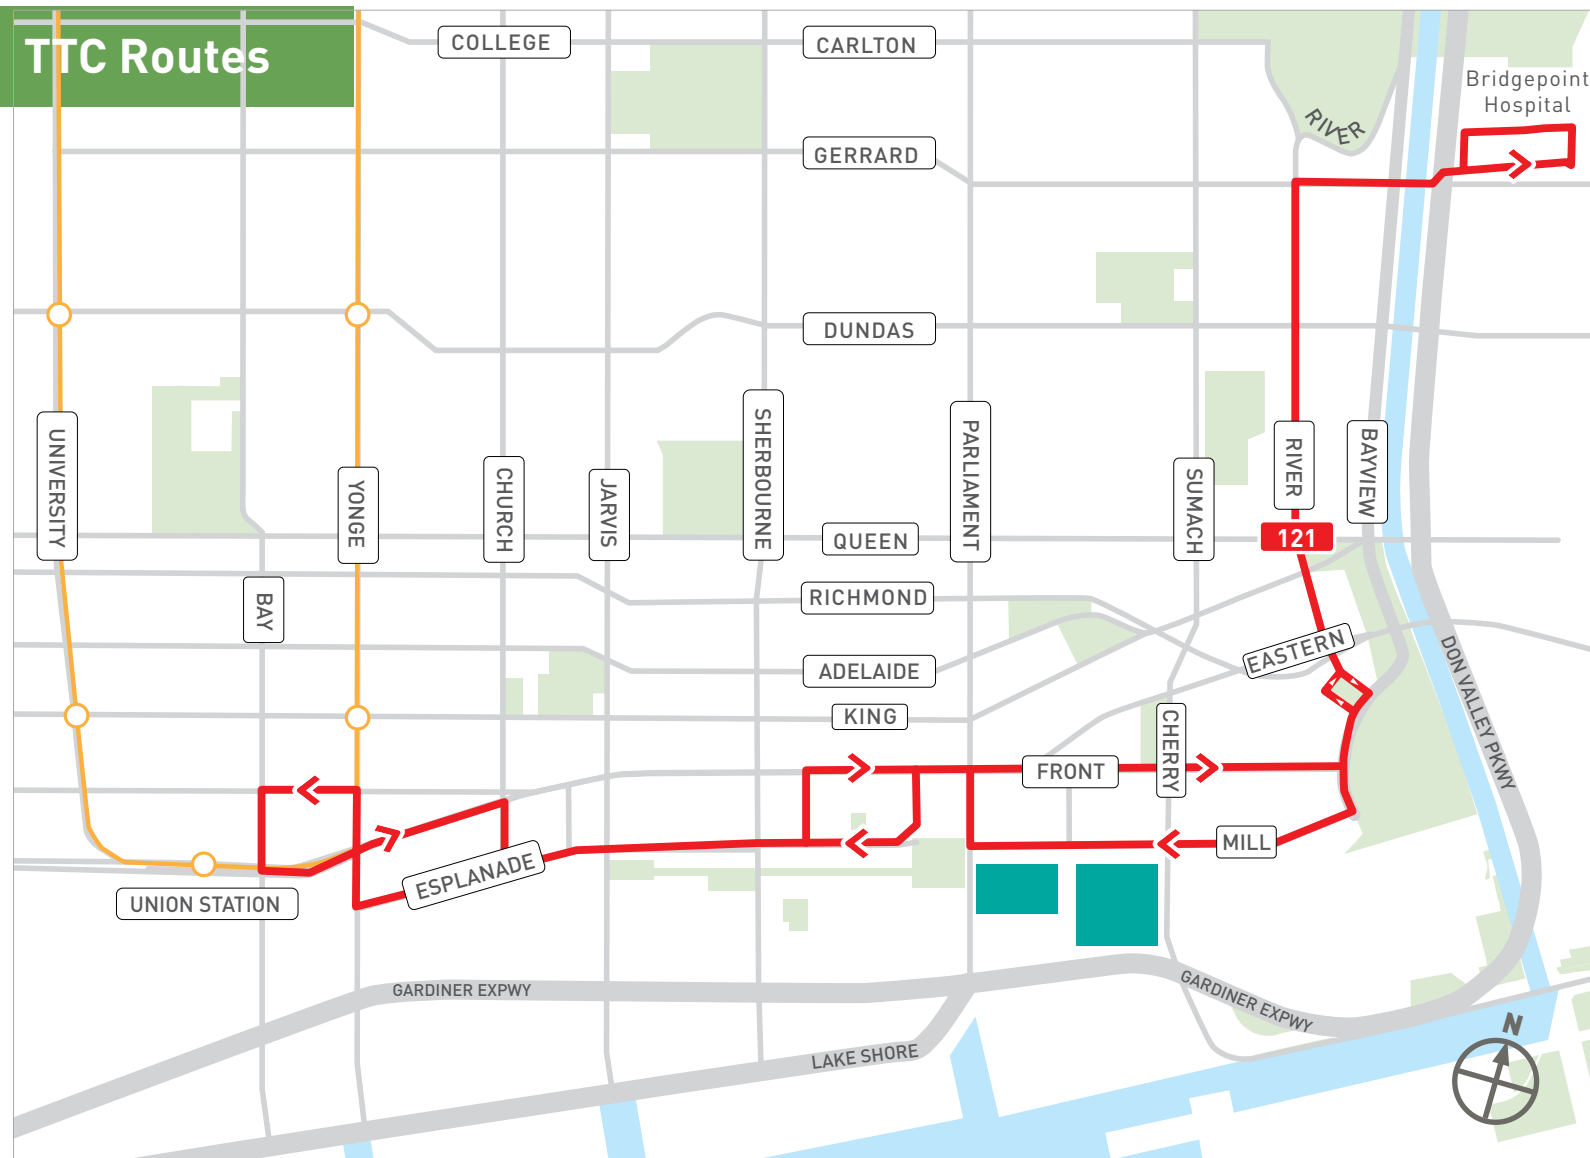 TTC Routes
COLLEGE
CARLTON
Bridgepoint
Hospital
RIVER
GERRARD
DUNDAS
UNIVERSITY
YONGE
CHURCH
JARVIS
SHERBOURNE
PARLIAMENT
SUMACH
RIVER
BAYVIEW
QUEEN
121
BAY
RICHMOND
EASTERN
ADELAIDE
DON VALLEY PKWY
KING
CHERRY
FRONT
MILL
ESPLANADE
UNION STATION
GARDINER EXPWY
GARDINER EXPWY
LAKE SHORE
N